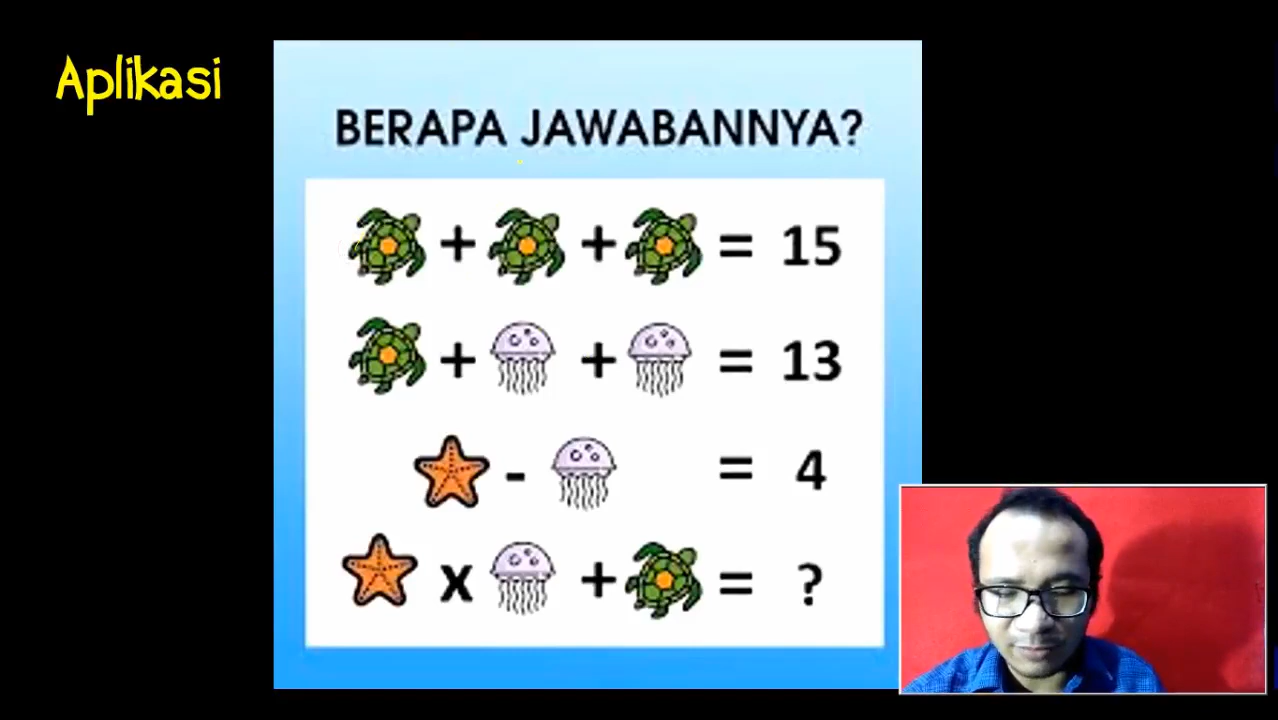 Aplikasi
BERAPA JAWABANNYA?
+ + = 15
+ + = 13
- = 4
x + = ?